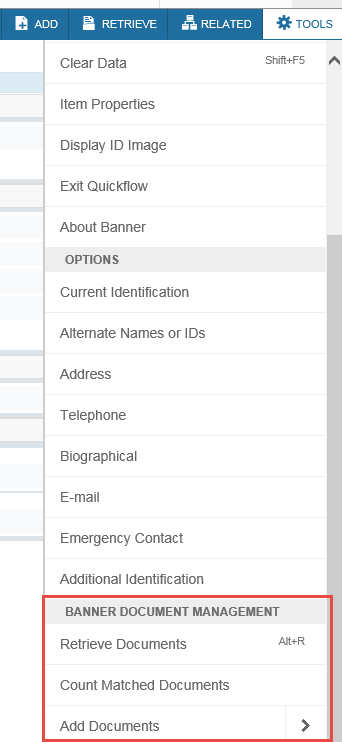 ADD RETRIEVE RELATED TOOLS
Clear Data Shift+F5
Item Properties
Display ID Image
Exit Quickflow
About Banner
OPTIONS
Current Identification
Alternate Names or IDs
Address
Telephone
Biographical
E-mail
Emergency Contact
Additional Identification
BANNER DOCUMENT MANAGEMENT
Retrieve Documents Alt+R
Count Matched Documents
Add Documents